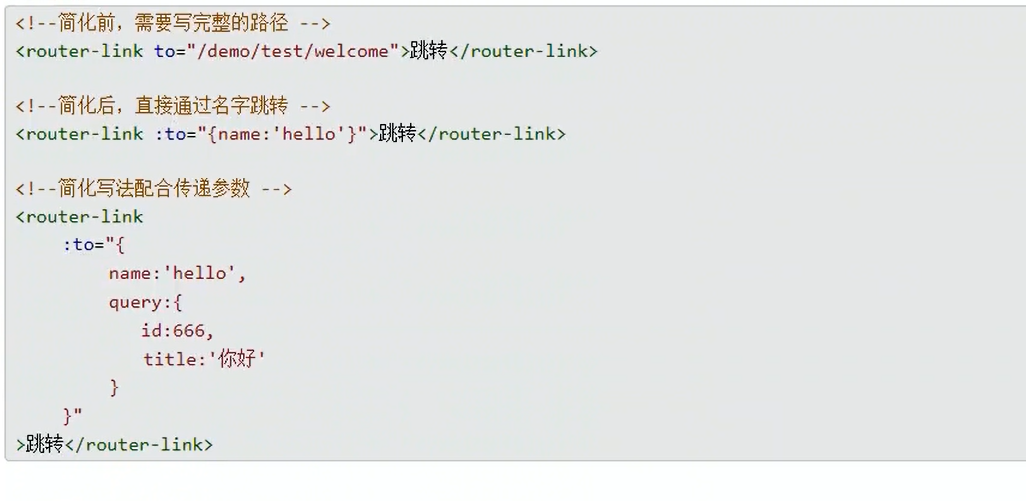 <!--简化前，需要写完整的路径 -->
<router-link to="/demo/test/welcome">跳转</router-link>
<!--简化后，直接通过名字跳转 -->
<router-link :to="{name:'hello'}">跳转</router-link>
<!--简化写法配合传递参数 -->
<router-link
:to="{
name:'hello',
query:{
id:666,
title:'你好'
}
}"
>跳转</router-link>